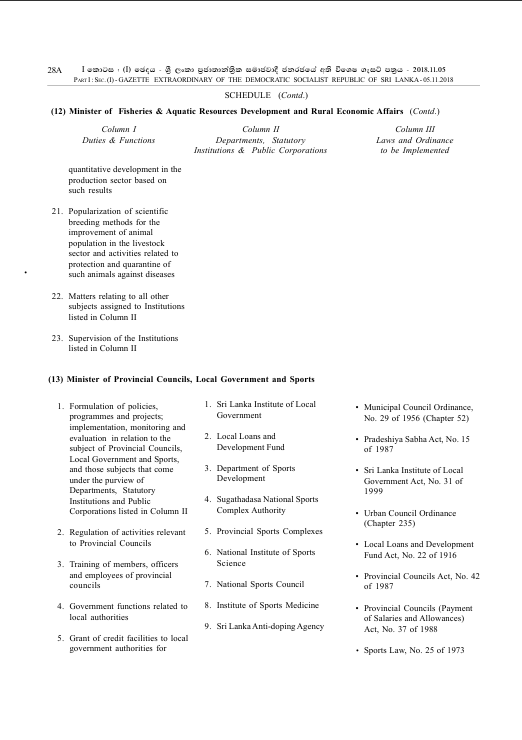 28A
I කොටස : (I) ඡෙදය - ශ්‍රී ලංකා ප්‍රජාතාන්ත්‍රික සමාජවාදී ජනරජයේ අති විශෙෂ ගැසට් පත්‍රය - 2018.11.05
PART I : SEC. (I) - GAZETTE EXTRAORDINARY OF THE DEMOCRATIC SOCIALIST REPUBLIC OF SRI LANKA - 05.11.2018
SCHEDULE (Contd.)
(12) Minister of Fisheries & Aquatic Resources Development and Rural Economic Affairs (Contd.)
Column I
Duties & Functions
Column II
Departments, Statutory
Institutions & Public Corporations
Column III
Laws and Ordinance
to be Implemented
quantitative development in the
production sector based on
such results
21. Popularization of scientific
breeding methods for the
improvement of animal
population in the livestock
sector and activities related to
protection and quarantine of
such animals against diseases
22. Matters relating to all other
subjects assigned to Institutions
listed in Column II
23. Supervision of the Institutions
listed in Column II
(13) Minister of Provincial Councils, Local Government and Sports
1. Formulation of policies,
programmes and projects;
implementation, monitoring and
evaluation in relation to the
subject of Provincial Councils,
Local Government and Sports,
and those subjects that come
under the purview of
Departments, Statutory
Institutions and Public
Corporations listed in Column II
2. Regulation of activities relevant
to Provincial Councils
3. Training of members, officers
and employees of provincial
councils
4. Government functions related to
local authorities
5. Grant of credit facilities to local
government authorities for
1. Sri Lanka Institute of Local
Government
2. Local Loans and
Development Fund
3. Department of Sports
Development
4. Sugathadasa National Sports
Complex Authority
5. Provincial Sports Complexes
6. National Institute of Sports
Science
7. National Sports Council
8. Institute of Sports Medicine
9. Sri Lanka Anti-doping Agency
• Municipal Council Ordinance,
No. 29 of 1956 (Chapter 52)
• Pradeshiya Sabha Act, No. 15
of 1987
• Sri Lanka Institute of Local
Government Act, No. 31 of
1999
• Urban Council Ordinance
(Chapter 235)
• Local Loans and Development
Fund Act, No. 22 of 1916
• Provincial Councils Act, No. 42
of 1987
• Provincial Councils (Payment
of Salaries and Allowances)
Act, No. 37 of 1988
• Sports Law, No. 25 of 1973